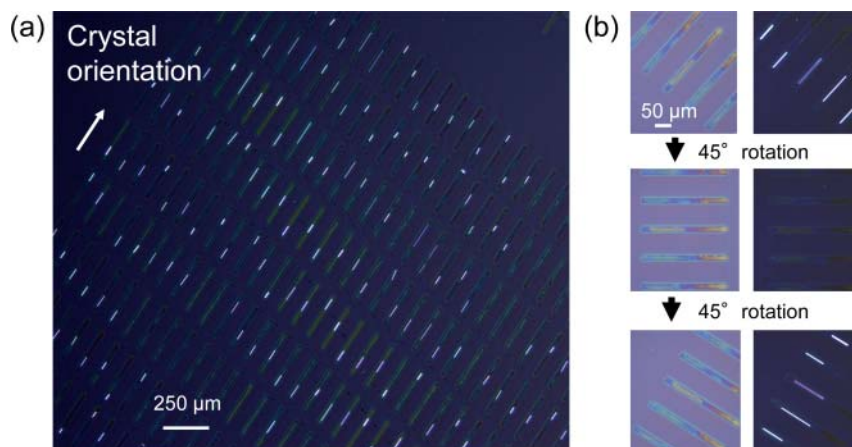 (a)
Crystal
orientation
250 μm
(b)
50 μm
45° rotation
45° rotation